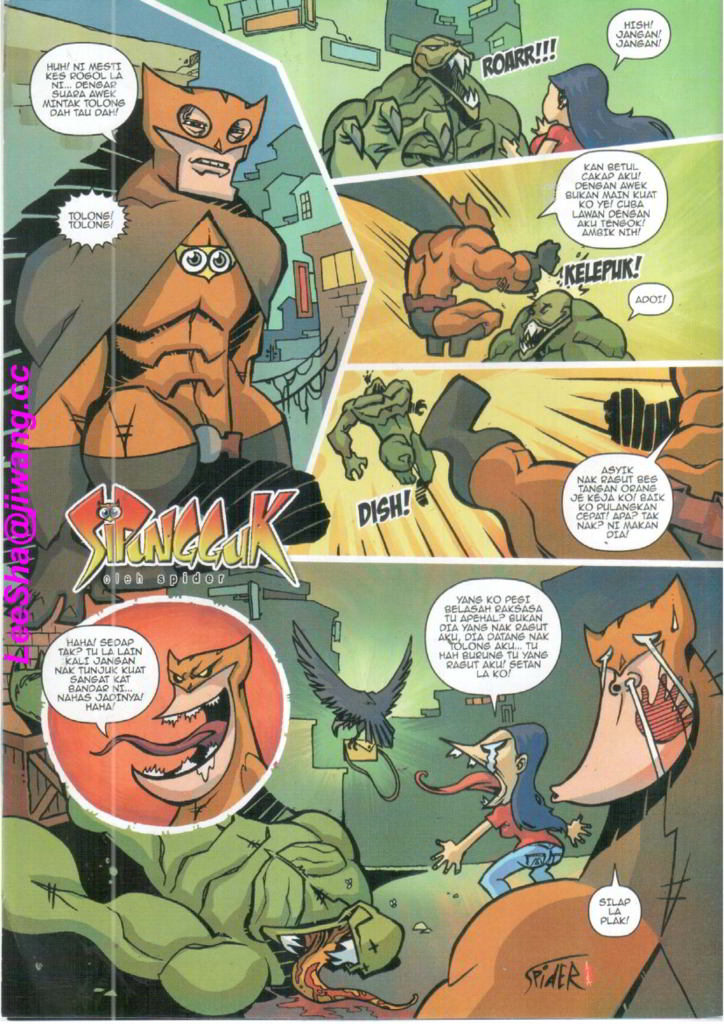 HUH! NI MESTI
KES ROGOL LA
NI... DENGAR
SUARA AWEK
MINTAK TOLONG
DAH TAU DAH!
TOLONG!
TOLONG!
ROARR!!!
HISH!
JANGAN!
JANGAN!
KAN BETUL
CAKAP AKU!
DENGAN AWEK
BUKAN MAIN KUAT
KO YE! CUBA
LAWAN DENGAN
AKU TENGOK!
AMBIK NIH!
KELEPUK!
ADOI!
DISH!
ASYIK
NAK RAGUT BEG
TANGAN ORANG
JE KEJA KO! BAIK
KO PULANGKAN
CEPAT! APA? TAK
NAK? NI MAKAN
DIA!
SIPUNGGUK
oleh spider
HAHA! SEDAP
TAK? TU LA LAIN
KALI JANGAN
NAK TUNJUK KUAT
SANGAT KAT
BANDAR NI...
NAHAS JADINYA!
HAHA!
YANG KO PEGI
BELASAH RAKSASA
TU APEHAL? BUKAN
DIA YANG NAK RAGUT
AKU, DIA DATANG NAK
TOLONG AKU... TU
HAH BURUNG TU YANG
RAGUT AKU! SETAN
LA KO!
SILAP
LA
PLAK!
SPIDER
LeeSha@jiwang.cc